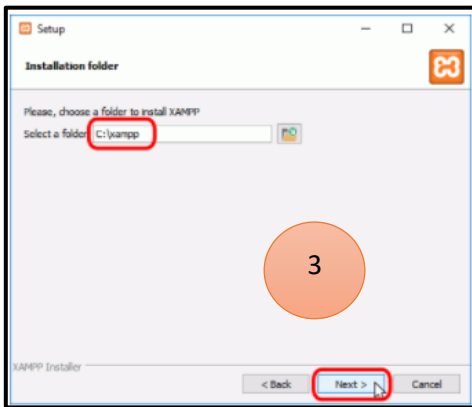 Setup
Installation folder
Please, choose a folder to install XAMPP
Select a folder C:\xampp
3
XAMPP Installer
< Back Next > Cancel